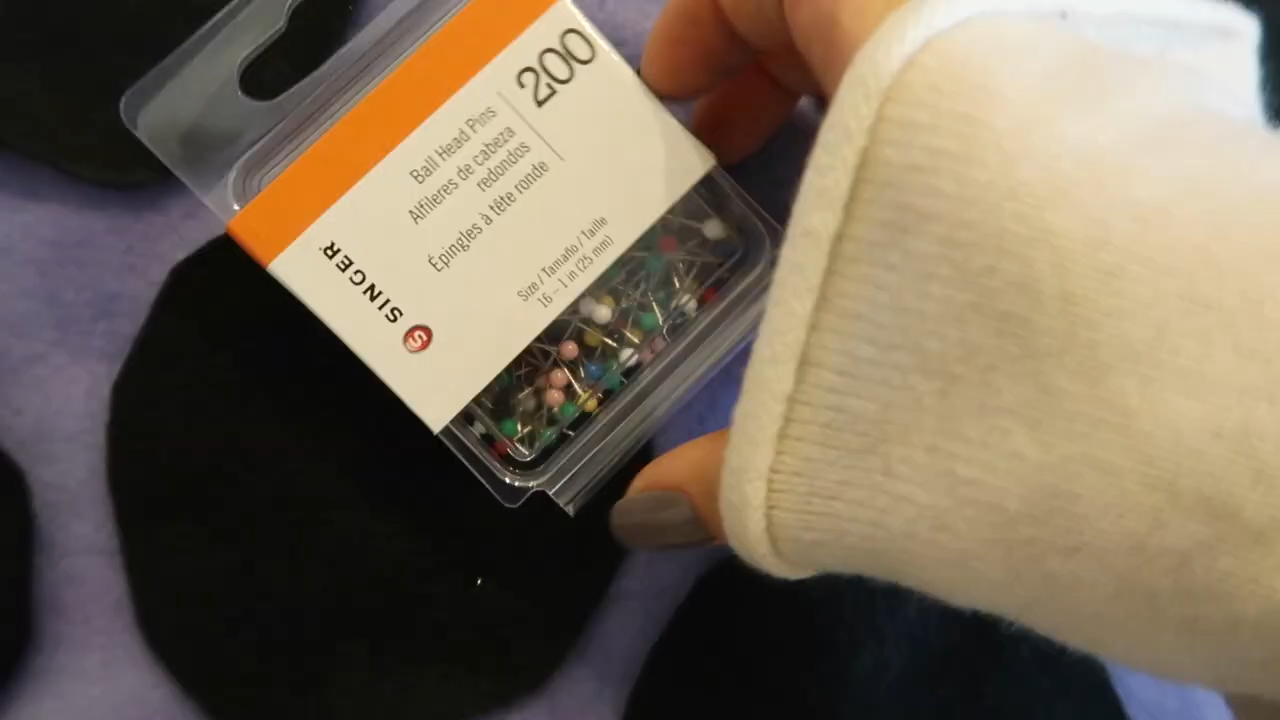 200
Ball Head Pins
Alfileres de cabeza
redondos
Épingles à tête ronde
Size / Tamaño / Taille
16 – 1 in (25 mm)
SINGER
S